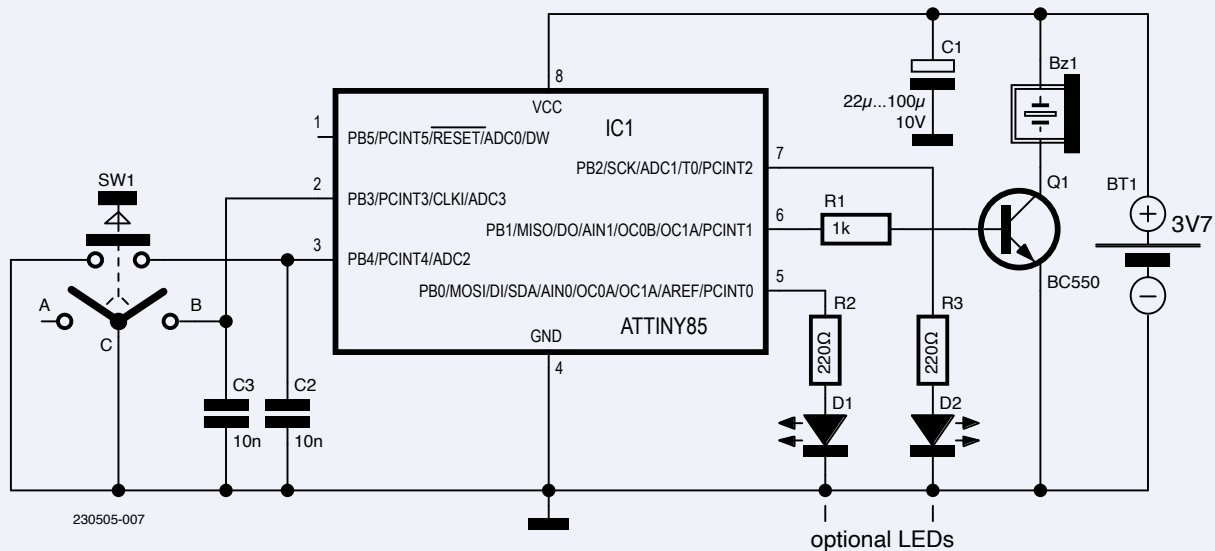 C1
22µ...100µ
10V
Bz1
8
VCC
IC1
1
PB5/PCINT5/RESET/ADC0/DW
7
PB2/SCK/ADC1/T0/PCINT2
SW1
2
PB3/PCINT3/CLKI/ADC3
Q1
BT1
3V7
6
R1
1k
PB1/MISO/DO/AIN1/OC0B/OC1A/PCINT1
3
PB4/PCINT4/ADC2
BC550
5
PB0/MOSI/DI/SDA/AIN0/OC0A/OC1A/AREF/PCINT0
A
B
C
R2
220Ω
R3
220Ω
GND
ATTINY85
4
C3
10n
C2
10n
D1
D2
230505-007
optional LEDs